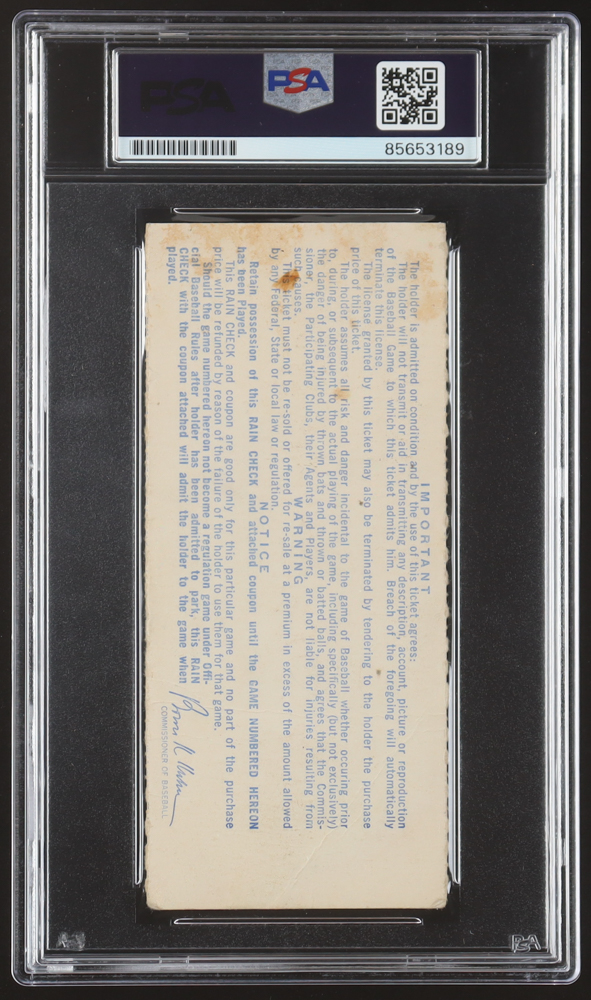 PSA
PSA
85653189
IMPORTANT
The holder is admitted on condition and by the use of this ticket agrees:
The holder will not transmit or aid in transmitting any description, account, picture or reproduction
of the Baseball Game to which this ticket admits him. Breach of the foregoing will automatically
terminate this license.
The license granted by this ticket may also be terminated by tendering to the holder the purchase
price of this ticket.
The holder assumes all risk and danger incidental to the game of Baseball whether occuring prior
to, during, or subsequent to the actual playing of the game, including specifically (but not exclusively)
the danger of being injured by thrown bats and thrown or batted balls, and agrees that the Commis-
sioner, the Participating Clubs, their Agents and Players, are not liable for injuries resulting from
such causes.
WARNING
The ticket must not be re-sold or offered for re-sale at a premium in excess of the amount allowed
by any Federal, State or local law or regulation.
NOTICE
Retain possession of this RAIN CHECK and attached coupon until the GAME NUMBERED HEREON
has been Played.
This RAIN CHECK and coupon are good only for this particular game and no part of the purchase
price will be refunded by reason of the failure of the holder to use them for that game.
Should the game numbered hereon not become a regulation game under Offi-
cial Baseball Rules after holder has been admitted to park, this RAIN
CHECK with the coupon attached will admit the holder to the game when
played.
Bowie K Kuhn
COMMISSIONER OF BASEBALL
PSA